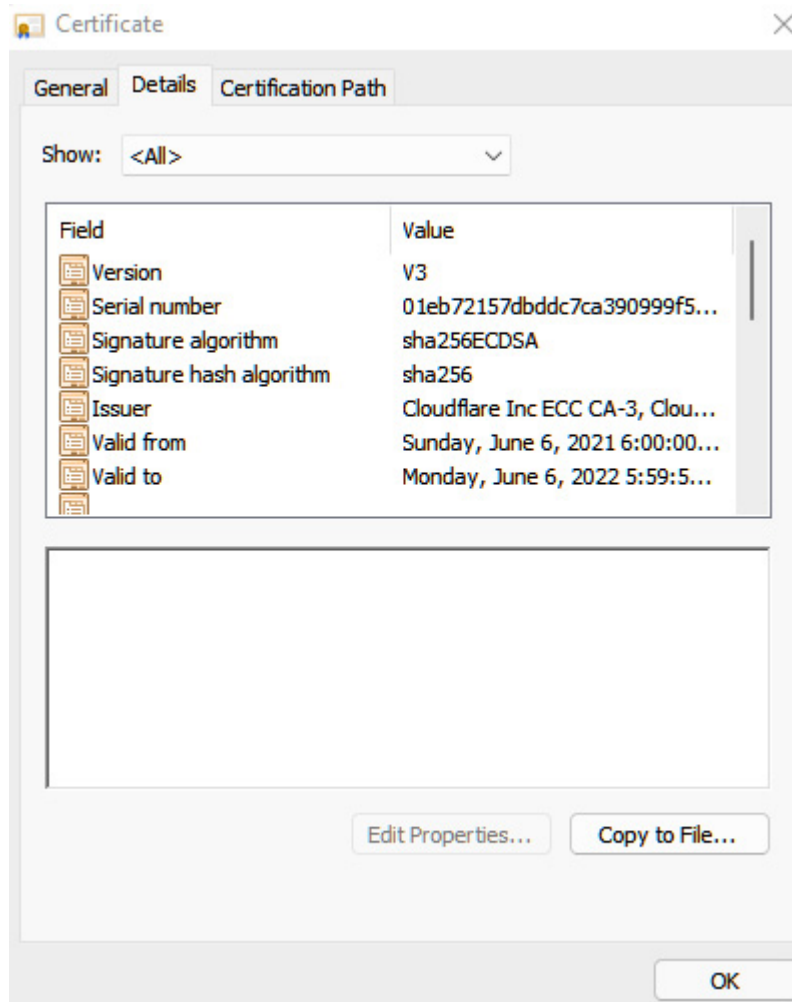 Certificate
General Details Certification Path
Show: <All>
Field Value
Version V3
Serial number 01eb72157dbddc7ca390999f5...
Signature algorithm sha256ECDSA
Signature hash algorithm sha256
Issuer Cloudflare Inc ECC CA-3, Clou...
Valid from Sunday, June 6, 2021 6:00:00...
Valid to Monday, June 6, 2022 5:59:5...
Edit Properties... Copy to File...
OK